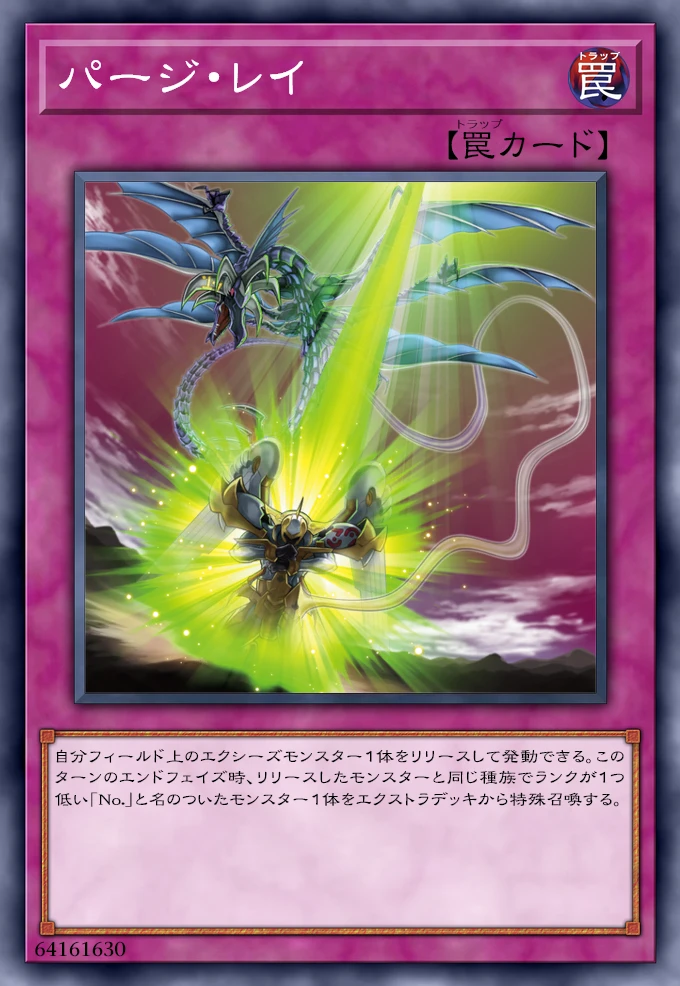 パージ・レイ
トラップ
罠
トラップ
【罠カード】
39
自分フィールド上のエクシーズモンスター1体をリリースして発動できる。この
ターンのエンドフェイズ時、リリースしたモンスターと同じ種族でランクが1つ
低い「No.」と名のついたモンスター1体をエクストラデッキから特殊召喚する。
64161630